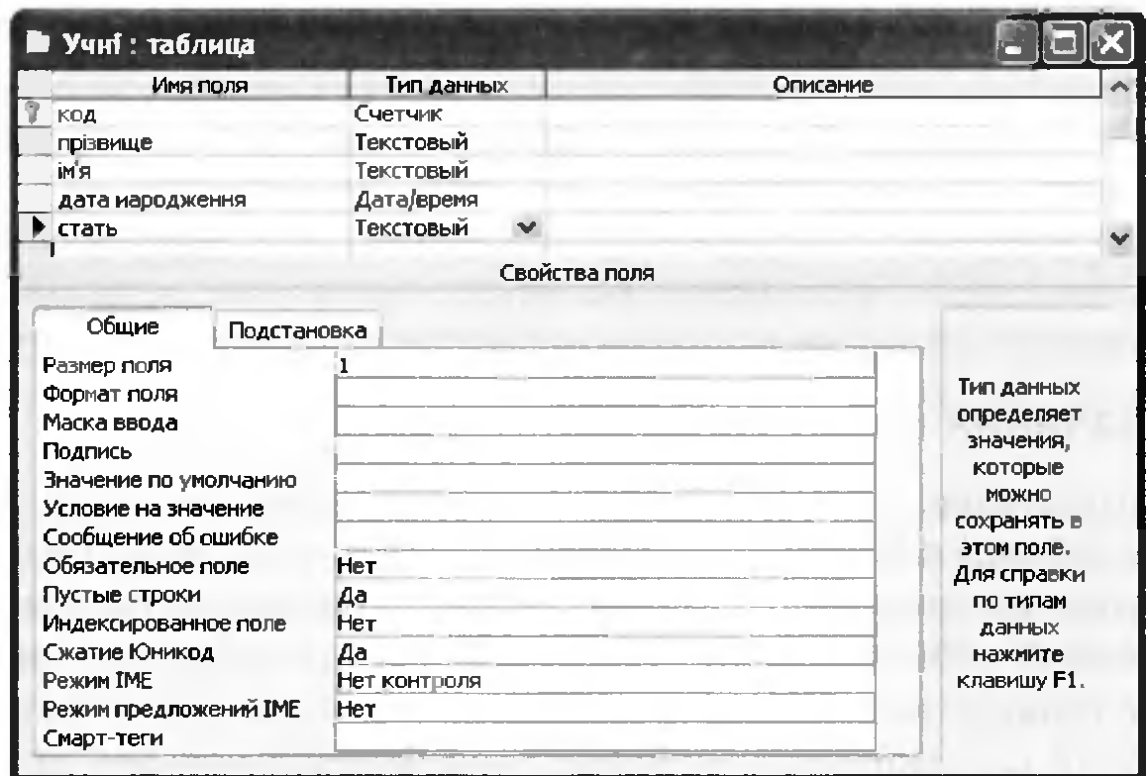 Учні : таблица
Имя поля Тип данных Описание
код Счетчик
прізвище Текстовый
ім'я Текстовый
дата иародження Дата/время
стать Текстовый
Свойства поля
Общие Подстановка
Размер поля 1
Формат поля
Маска ввода
Подпись
Значение по умолчанию
Условие на значение
Сообщение об ошибке
Обязательное поле Нет
Пустые строки Да
Индексированное поле Нет
Сжатие Юникод Да
Режим IME Нет контроля
Режим предложений IME Нет
Смарт-теги
Тип данных
определяет
значения,
которые
можно
сохранять в
этом поле.
Для справки
по типам
данных
нажмите
клавишу F1.